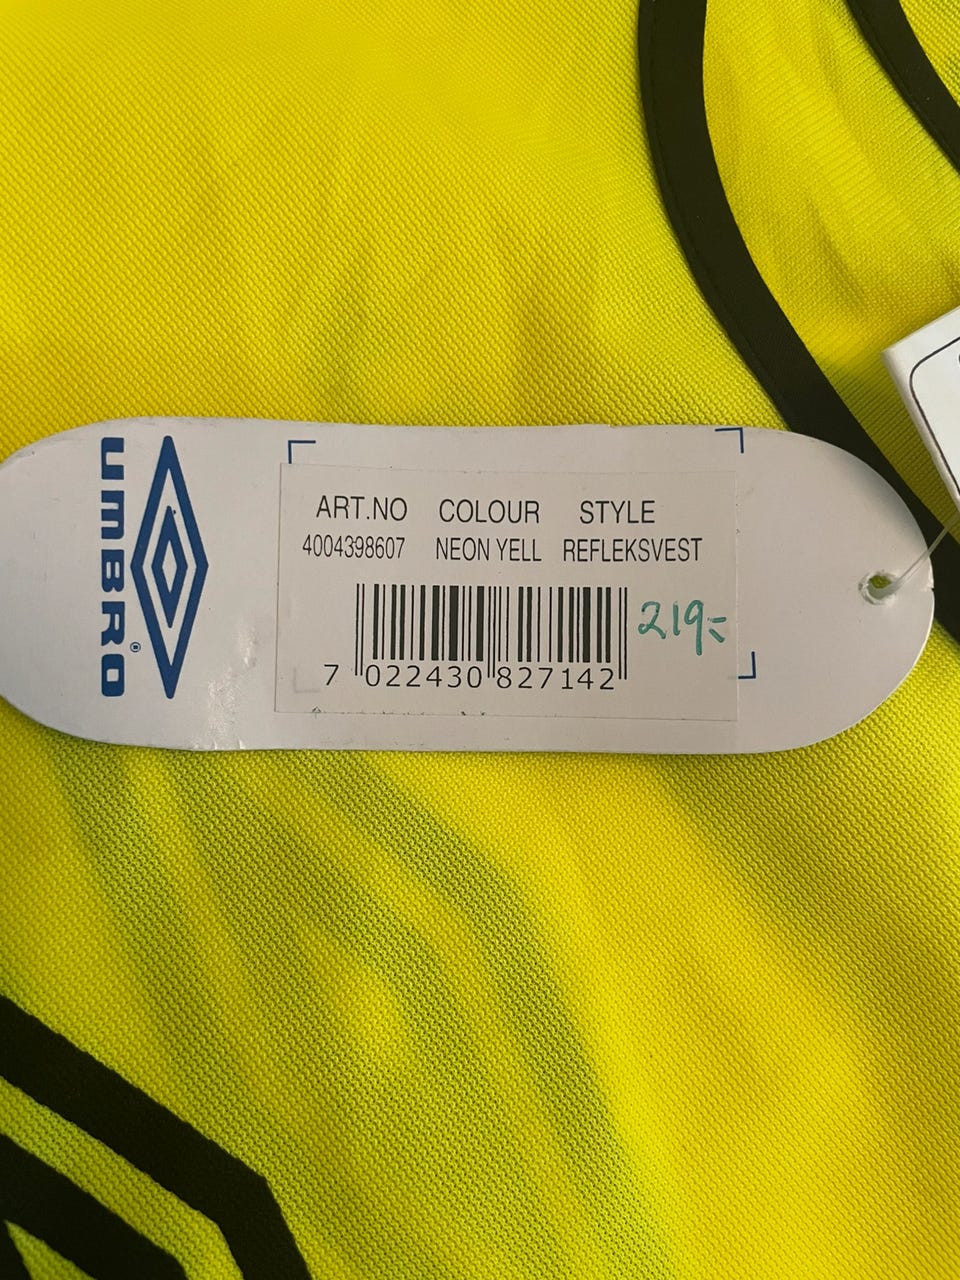 UMBRO®
ART.NO COLOUR STYLE
4004398607 NEON YELL REFLEKSVEST
219,-
7 022430 827142